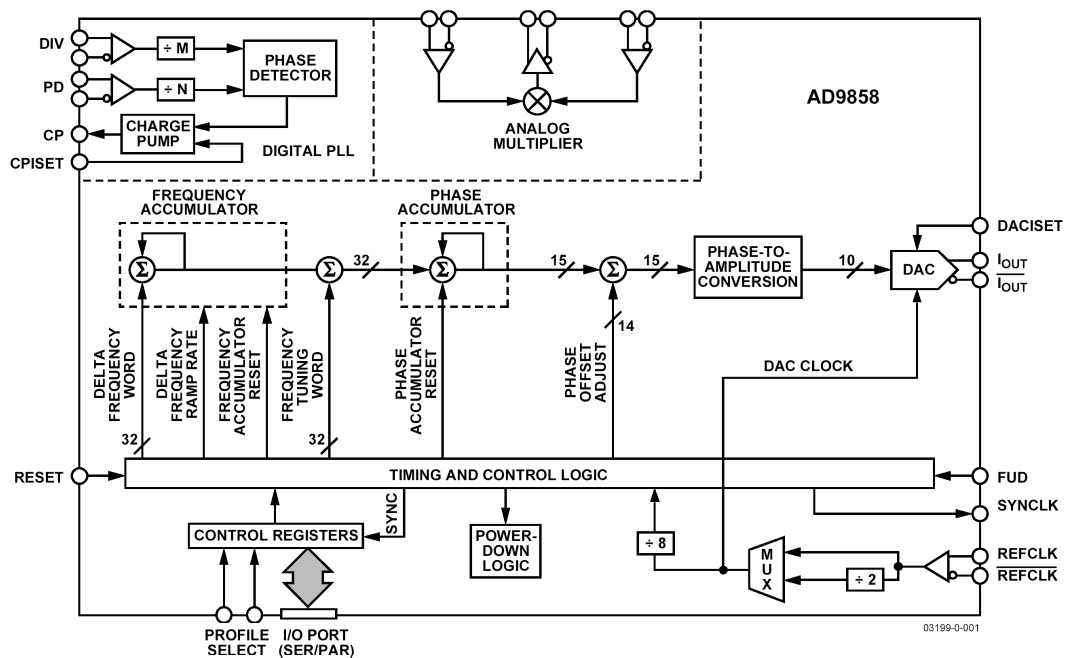 DIV
÷ M
PHASE
DETECTOR
PD
÷ N
CP
CHARGE
PUMP
CPISET
DIGITAL PLL
ANALOG
MULTIPLIER
AD9858
FREQUENCY
ACCUMULATOR
PHASE
ACCUMULATOR
Σ
Σ
32
Σ
15
Σ
15
PHASE-TO-
AMPLITUDE
CONVERSION
10
DAC
DACISET
IOUT
IOUT
DELTA
FREQUENCY
WORD
32
DELTA
FREQUENCY
RAMP RATE
FREQUENCY
ACCUMULATOR
RESET
FREQUENCY
TUNING
WORD
32
PHASE
ACCUMULATOR
RESET
PHASE
OFFSET
ADJUST
14
DAC CLOCK
RESET
TIMING AND CONTROL LOGIC
FUD
SYNCLK
SYNC
CONTROL REGISTERS
POWER-
DOWN
LOGIC
÷ 8
MUX
÷ 2
REFCLK
REFCLK
PROFILE
SELECT
I/O PORT
(SER/PAR)
03199-0-001